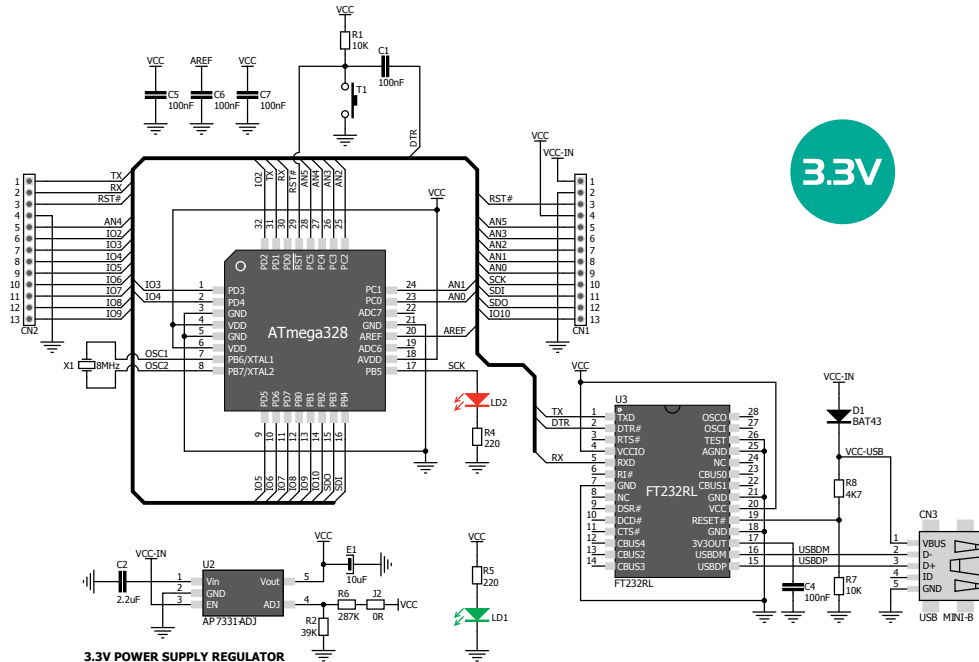 VCC
R1
10K
C1
100nF
T1
DTR
VCC
C5
100nF
AREF
C6
100nF
VCC
C7
100nF
3.3V
VCC
VCC-IN
1 TX
2 RX
3 RST#
4
5 AN4
6 IO2
7 IO3
8 IO4
9 IO5
10 IO6
11 IO7
12 IO8
13 IO9
CN2
IO2 TX RX RST# AN5 AN4 AN3 AN2
32 31 30 29 28 27 26 25
PD2 PD1 PD0 RST PC5 PC4 PC3 PC2
VCC
IO3 1 PD3
IO4 2 PD4
3 GND
4 VDD
5 GND
6 VDD
OSC1 7 PB6/XTAL1
OSC2 8 PB7/XTAL2
X1 8MHz
ATmega328
PC1 24 AN1
PC0 23 AN0
ADC7 22
GND 21
AREF 20 AREF
ADC6 19
AVDD 18
PB5 17 SCK
PD5 PD6 PD7 PB0 PB1 PB2 PB3 PB4
9 10 11 12 13 14 15 16
IO5 IO6 IO7 IO8 IO9 IO10 SDO SDI
LD2
R4
220
1
2
RST# 3
4
AN5 5
AN3 6
AN2 7
AN1 8
AN0 9
SCK 10
SDI 11
SDO 12
IO10 13
CN1
VCC
U3
TX 1 TXD
DTR 2 DTR#
3 RTS#
4 VCCIO
RX 5 RXD
6 RI#
7 GND
8 NC
9 DSR#
10 DCD#
11 CTS#
12 CBUS4
13 CBUS2
14 CBUS3
FT232RL
OSCO 28
OSCI 27
TEST 26
AGND 25
NC 24
CBUS0 23
CBUS1 22
GND 21
VCC 20
RESET# 19
GND 18
3V3OUT 17
USBDM 16 USBDM
USBDP 15 USBDP
FT232RL
VCC-IN
D1
BAT43
VCC-USB
R8
4K7
R7
10K
C4
100nF
CN3
1 VBUS
2 D-
3 D+
4 ID
5 GND
USB MINI-B
VCC-IN
C2
2.2uF
U2
1 Vin
2 GND
3 EN
Vout 5
ADJ 4
AP7331-ADJ
VCC
E1
10uF
R6
287K
J2
0R
VCC
R2
39K
VCC
R5
220
LD1
3.3V POWER SUPPLY REGULATOR